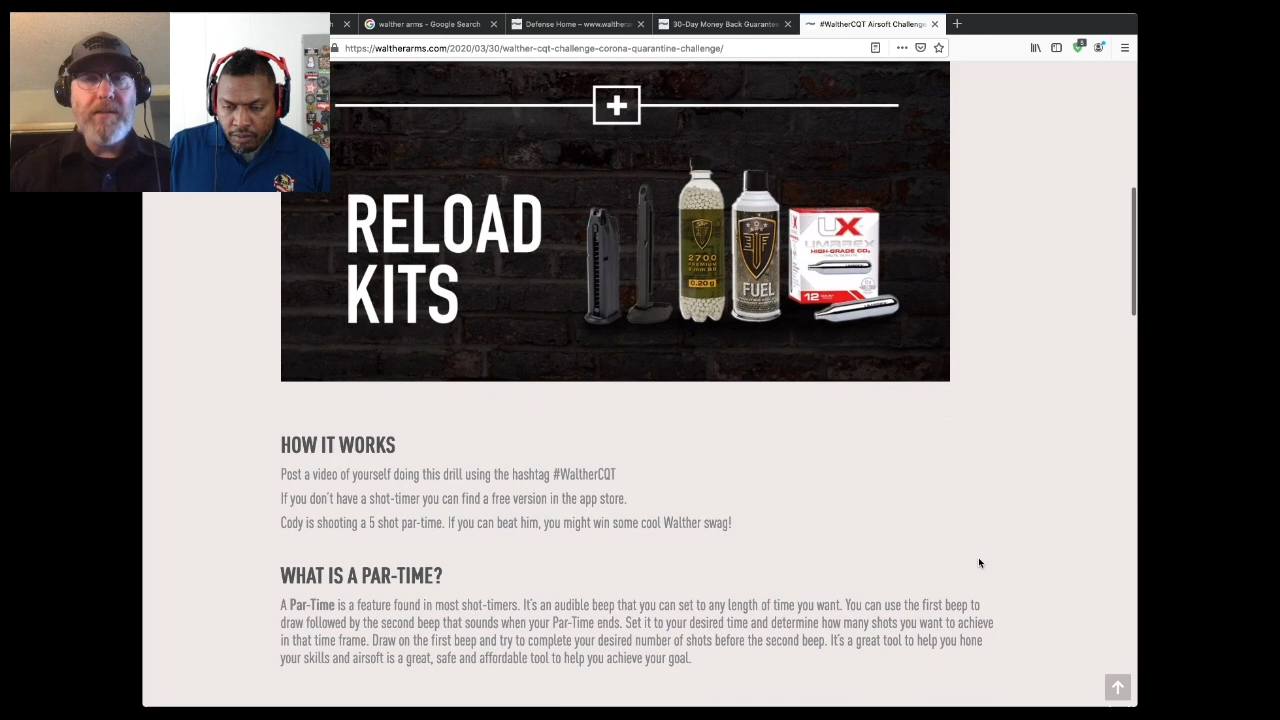 walther arms - Google Search
Defense Home – www.walthera
30-Day Money Back Guarantee
#WaltherCQT Airsoft Challenge
https://waltherarms.com/2020/03/30/walther-cqt-challenge-corona-quarantine-challenge/
RELOAD
KITS
2700
PREMIUM
6 mm BB
0.20g
FUEL
UX
UMAREX
HIGH-GRADE CO₂
12
HOW IT WORKS
Post a video of yourself doing this drill using the hashtag #WaltherCQT
If you don't have a shot-timer you can find a free version in the app store.
Cody is shooting a 5 shot par-time. If you can beat him, you might win some cool Walther swag!
WHAT IS A PAR-TIME?
A Par-Time is a feature found in most shot-timers. It's an audible beep that you can set to any length of time you want. You can use the first beep to
draw followed by the second beep that sounds when your Par-Time ends. Set it to your desired time and determine how many shots you want to achieve
in that time frame. Draw on the first beep and try to complete your desired number of shots before the second beep. It's a great tool to help you hone
your skills and airsoft is a great, safe and affordable tool to help you achieve your goal.